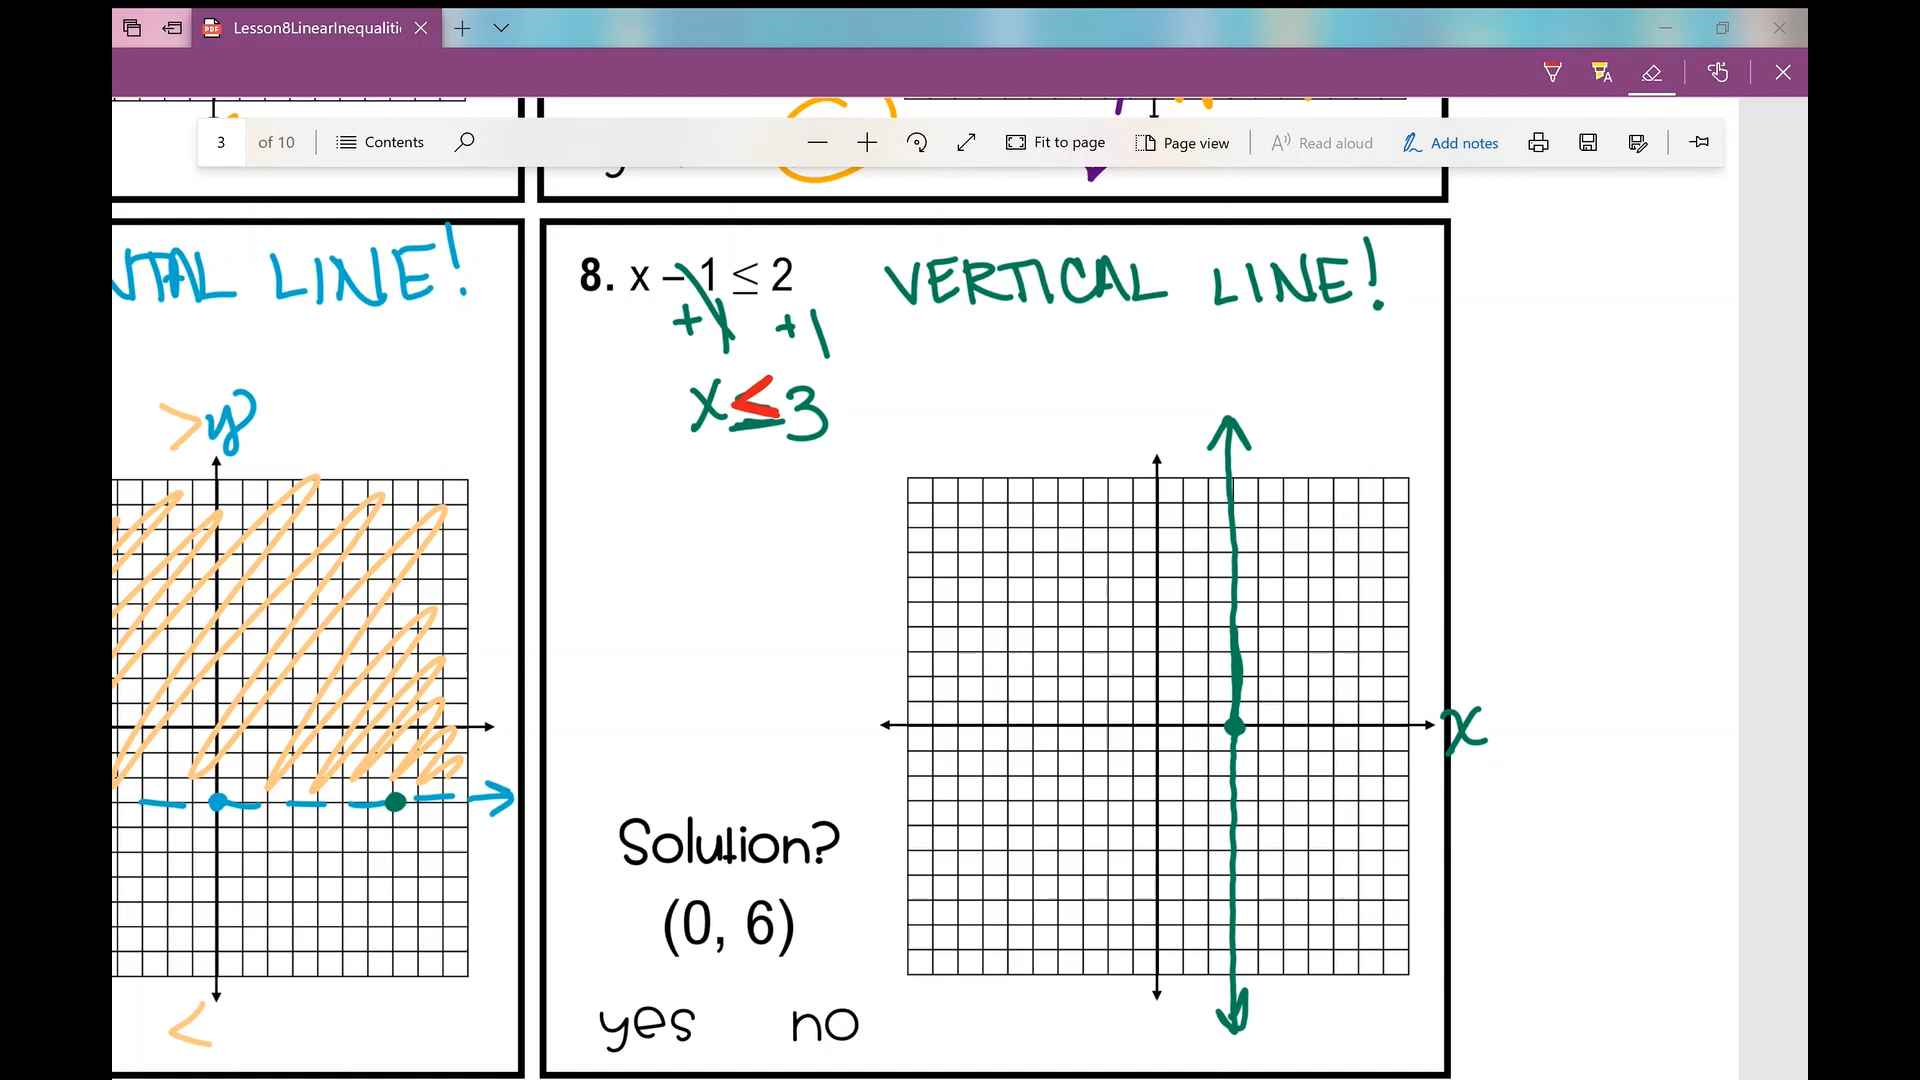 Lesson8LinearInequaliti
3 of 10 Contents Fit to page Page view Read aloud Add notes
NTAL LINE!
> y
<
8. x – 1 ≤ 2 VERTICAL LINE!
+1 +1
x ≤ 3
x
Solution?
(0, 6)
yes no